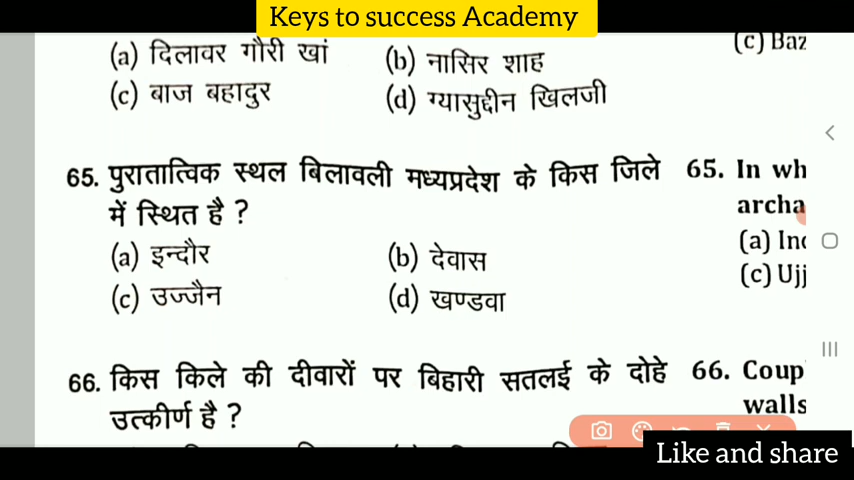 Keys to success Academy
(a) दिलावर गौरी खां
(b) नासिर शाह
(c) बाज बहादुर
(d) ग्यासुद्दीन खिलजी
(c) Baz
65. पुरातात्विक स्थल बिलावली मध्यप्रदेश के किस जिले
में स्थित है ?
(a) इन्दौर
(b) देवास
(c) उज्जैन
(d) खण्डवा
65. In wh
archa
(a) Ind
(c) Ujj
66. किस किले की दीवारों पर बिहारी सतलई के दोहे
उत्कीर्ण है ?
66. Coup
walls
Like and share